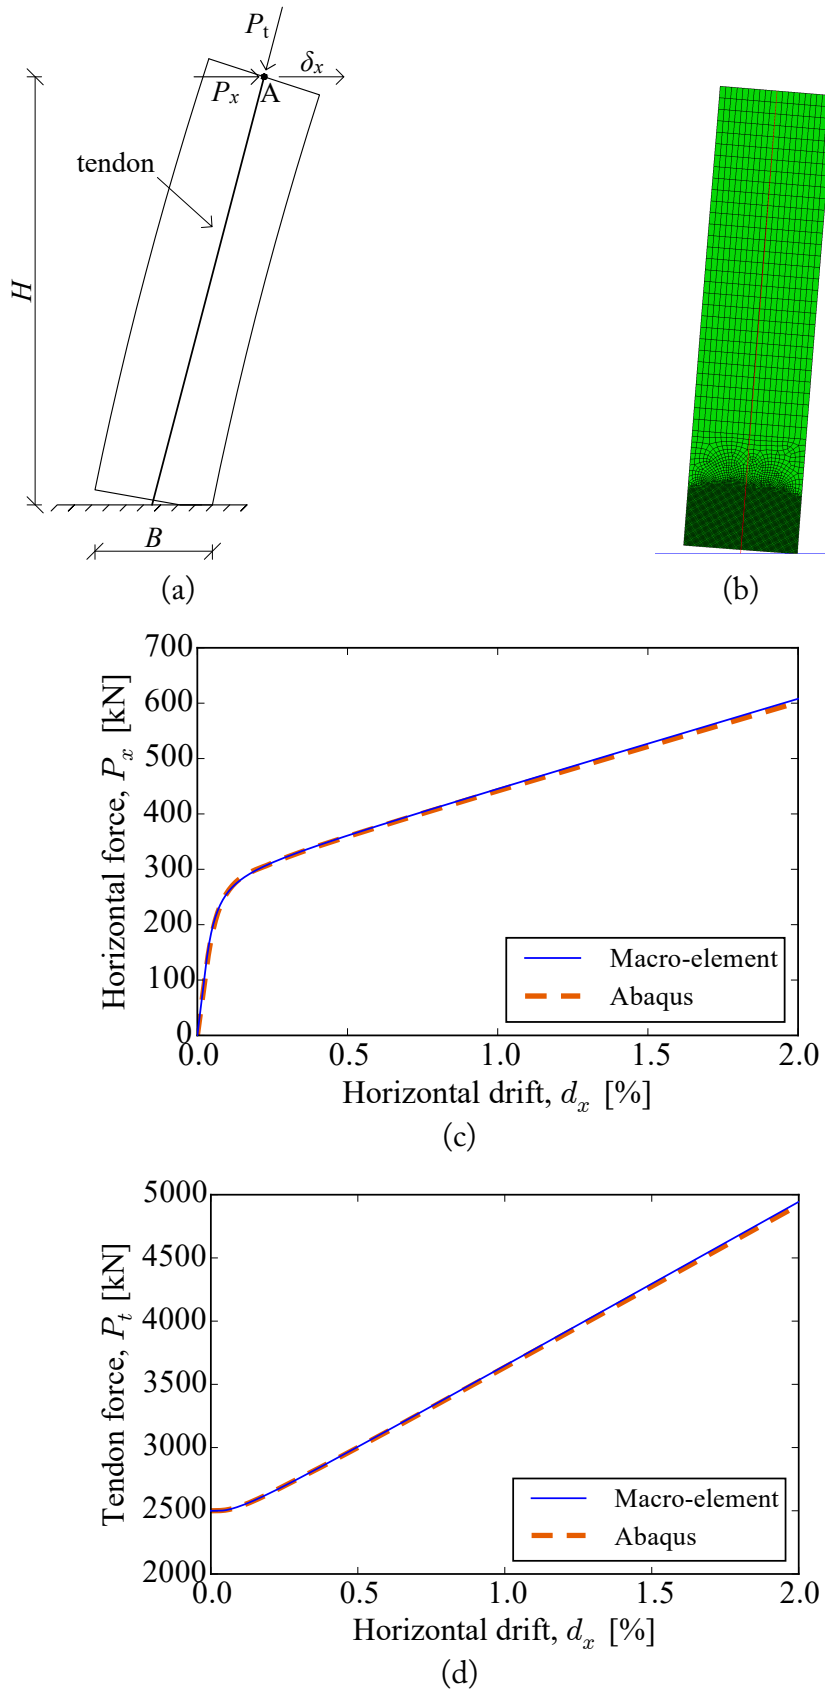 P_t
δ_x
P_x A
tendon
H
B
(a)
(b)
700
600
500
400
300
200
100
0
Horizontal force, P_x [kN]
Macro-element
Abaqus
0.0 0.5 1.0 1.5 2.0
Horizontal drift, d_x [%]
(c)
5000
4500
4000
3500
3000
2500
2000
Tendon force, P_t [kN]
Macro-element
Abaqus
0.0 0.5 1.0 1.5 2.0
Horizontal drift, d_x [%]
(d)